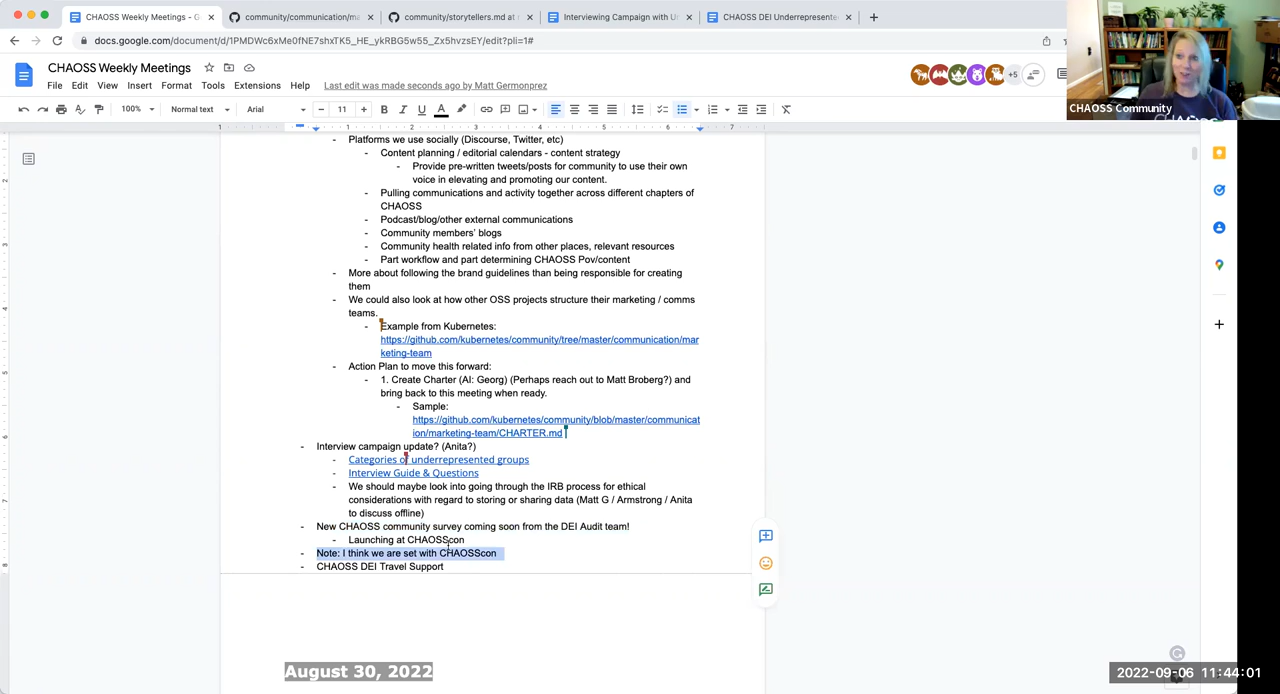 CHAOSS Weekly Meetings - G
community/communication/ma
community/storytellers.md at
Interviewing Campaign with U
CHAOSS DEI Underrepresente
docs.google.com/document/d/1PMDWc6xMe0fNE7shxTK5_HE_ykRBG5w55_Zx5hvzsEY/edit?pli=1#
CHAOSS Weekly Meetings
File Edit View Insert Format Tools Extensions Help Last edit was made seconds ago by Matt Germonprez
+5
100% Normal text Arial 11
CHAOSS Community
- Platforms we use socially (Discourse, Twitter, etc)
- Content planning / editorial calendars - content strategy
- Provide pre-written tweets/posts for community to use their own
voice in elevating and promoting our content.
- Pulling communications and activity together across different chapters of
CHAOSS
- Podcast/blog/other external communications
- Community members' blogs
- Community health related info from other places, relevant resources
- Part workflow and part determining CHAOSS Pov/content
- More about following the brand guidelines than being responsible for creating
them
- We could also look at how other OSS projects structure their marketing / comms
teams.
- Example from Kubernetes:
https://github.com/kubernetes/community/tree/master/communication/mar
keting-team
- Action Plan to move this forward:
- 1. Create Charter (AI: Georg) (Perhaps reach out to Matt Broberg?) and
bring back to this meeting when ready.
- Sample:
https://github.com/kubernetes/community/blob/master/communicat
ion/marketing-team/CHARTER.md
- Interview campaign update? (Anita?)
- Categories of underrepresented groups
- Interview Guide & Questions
- We should maybe look into going through the IRB process for ethical
considerations with regard to storing or sharing data (Matt G / Armstrong / Anita
to discuss offline)
- New CHAOSS community survey coming soon from the DEI Audit team!
- Launching at CHAOSScon
- Note: I think we are set with CHAOSScon
- CHAOSS DEI Travel Support
August 30, 2022
2022-09-06 11:44:01